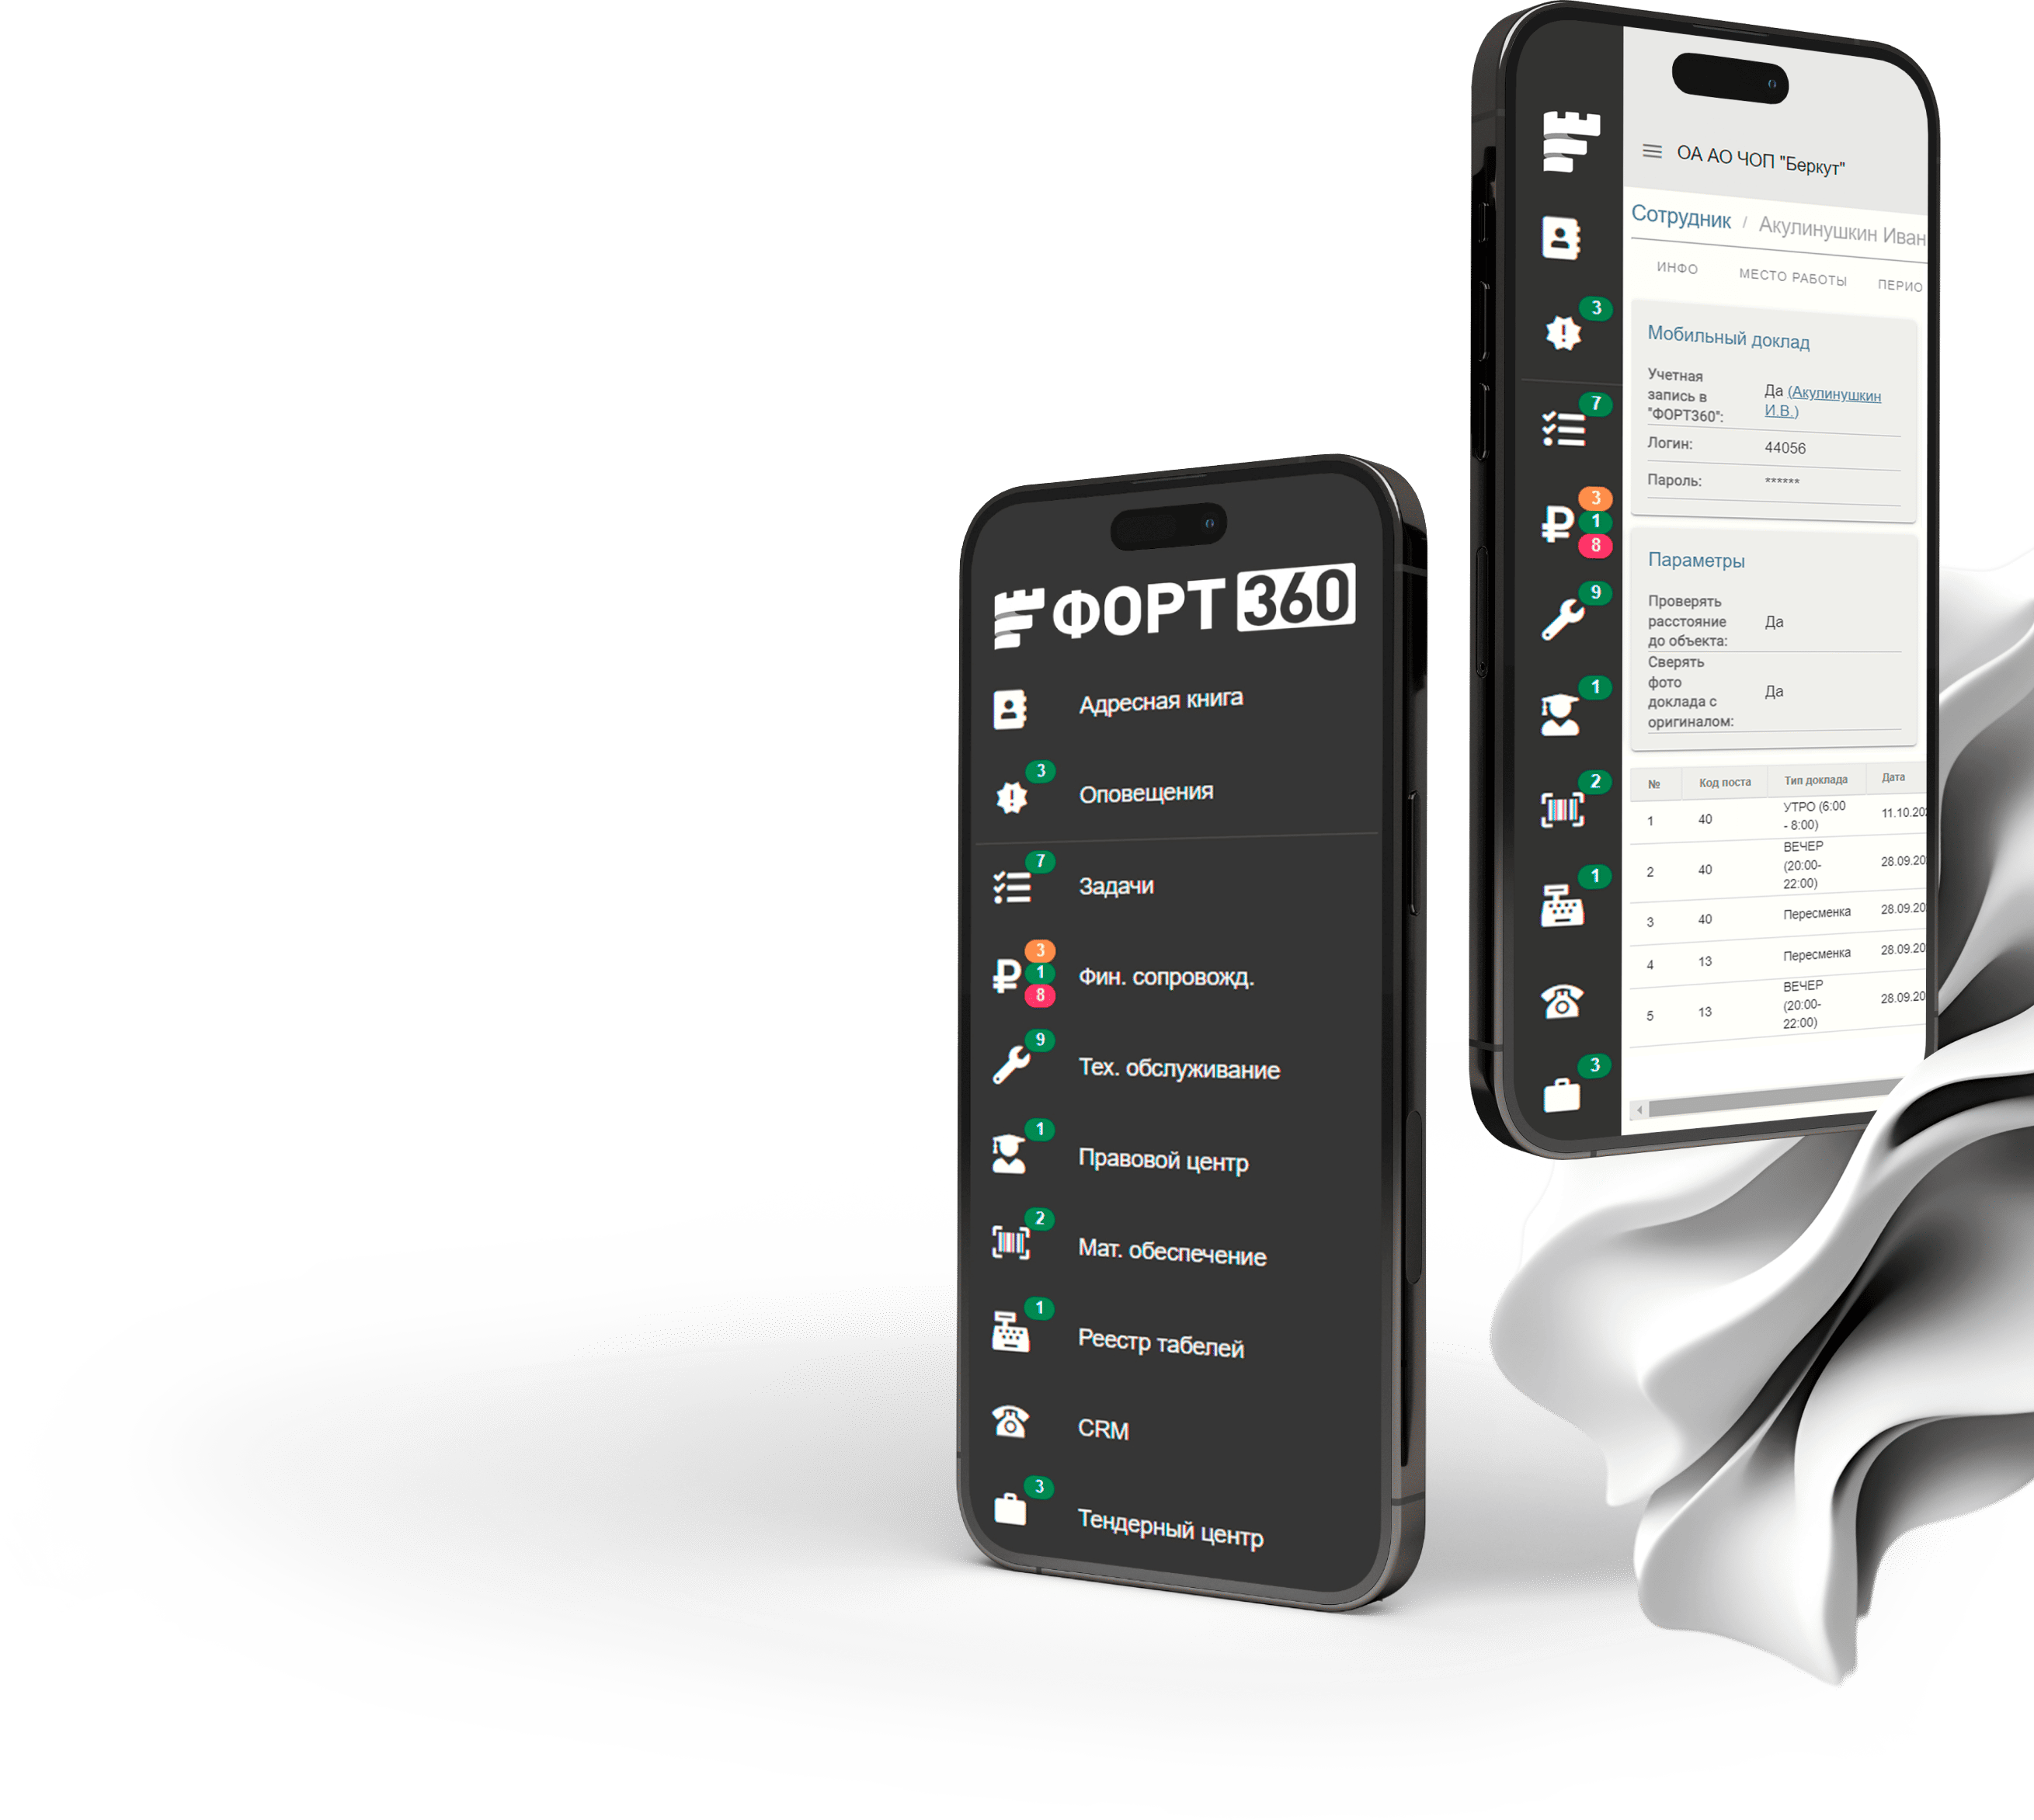 ФОРТ 360
Адресная книга
3
Оповещения
7
Задачи
3
1
8
Фин. сопровожд.
9
Тех. обслуживание
1
Правовой центр
2
Мат. обеспечение
1
Реестр табелей
CRM
3
Тендерный центр
3
7
3
1
8
9
1
2
1
3
ОА АО ЧОП "Беркут"
Сотрудник / Акулинушкин Иван
ИНФО МЕСТО РАБОТЫ ПЕРИО
Мобильный доклад
Учетная
запись в
"ФОРТ360":
Да (Акулинушкин
И.В.)
Логин: 44056
Пароль: ******
Параметры
Проверять
расстояние
до объекта:
Да
Сверять
фото
доклада с
оригиналом:
Да
№ Код поста Тип доклада Дата
1 40 УТРО (6:00
- 8:00)
11.10.20
2 40 ВЕЧЕР
(20:00-
22:00)
28.09.20
3 40 Пересменка 28.09.20
4 13 Пересменка 28.09.20
5 13 ВЕЧЕР
(20:00-
22:00)
28.09.20